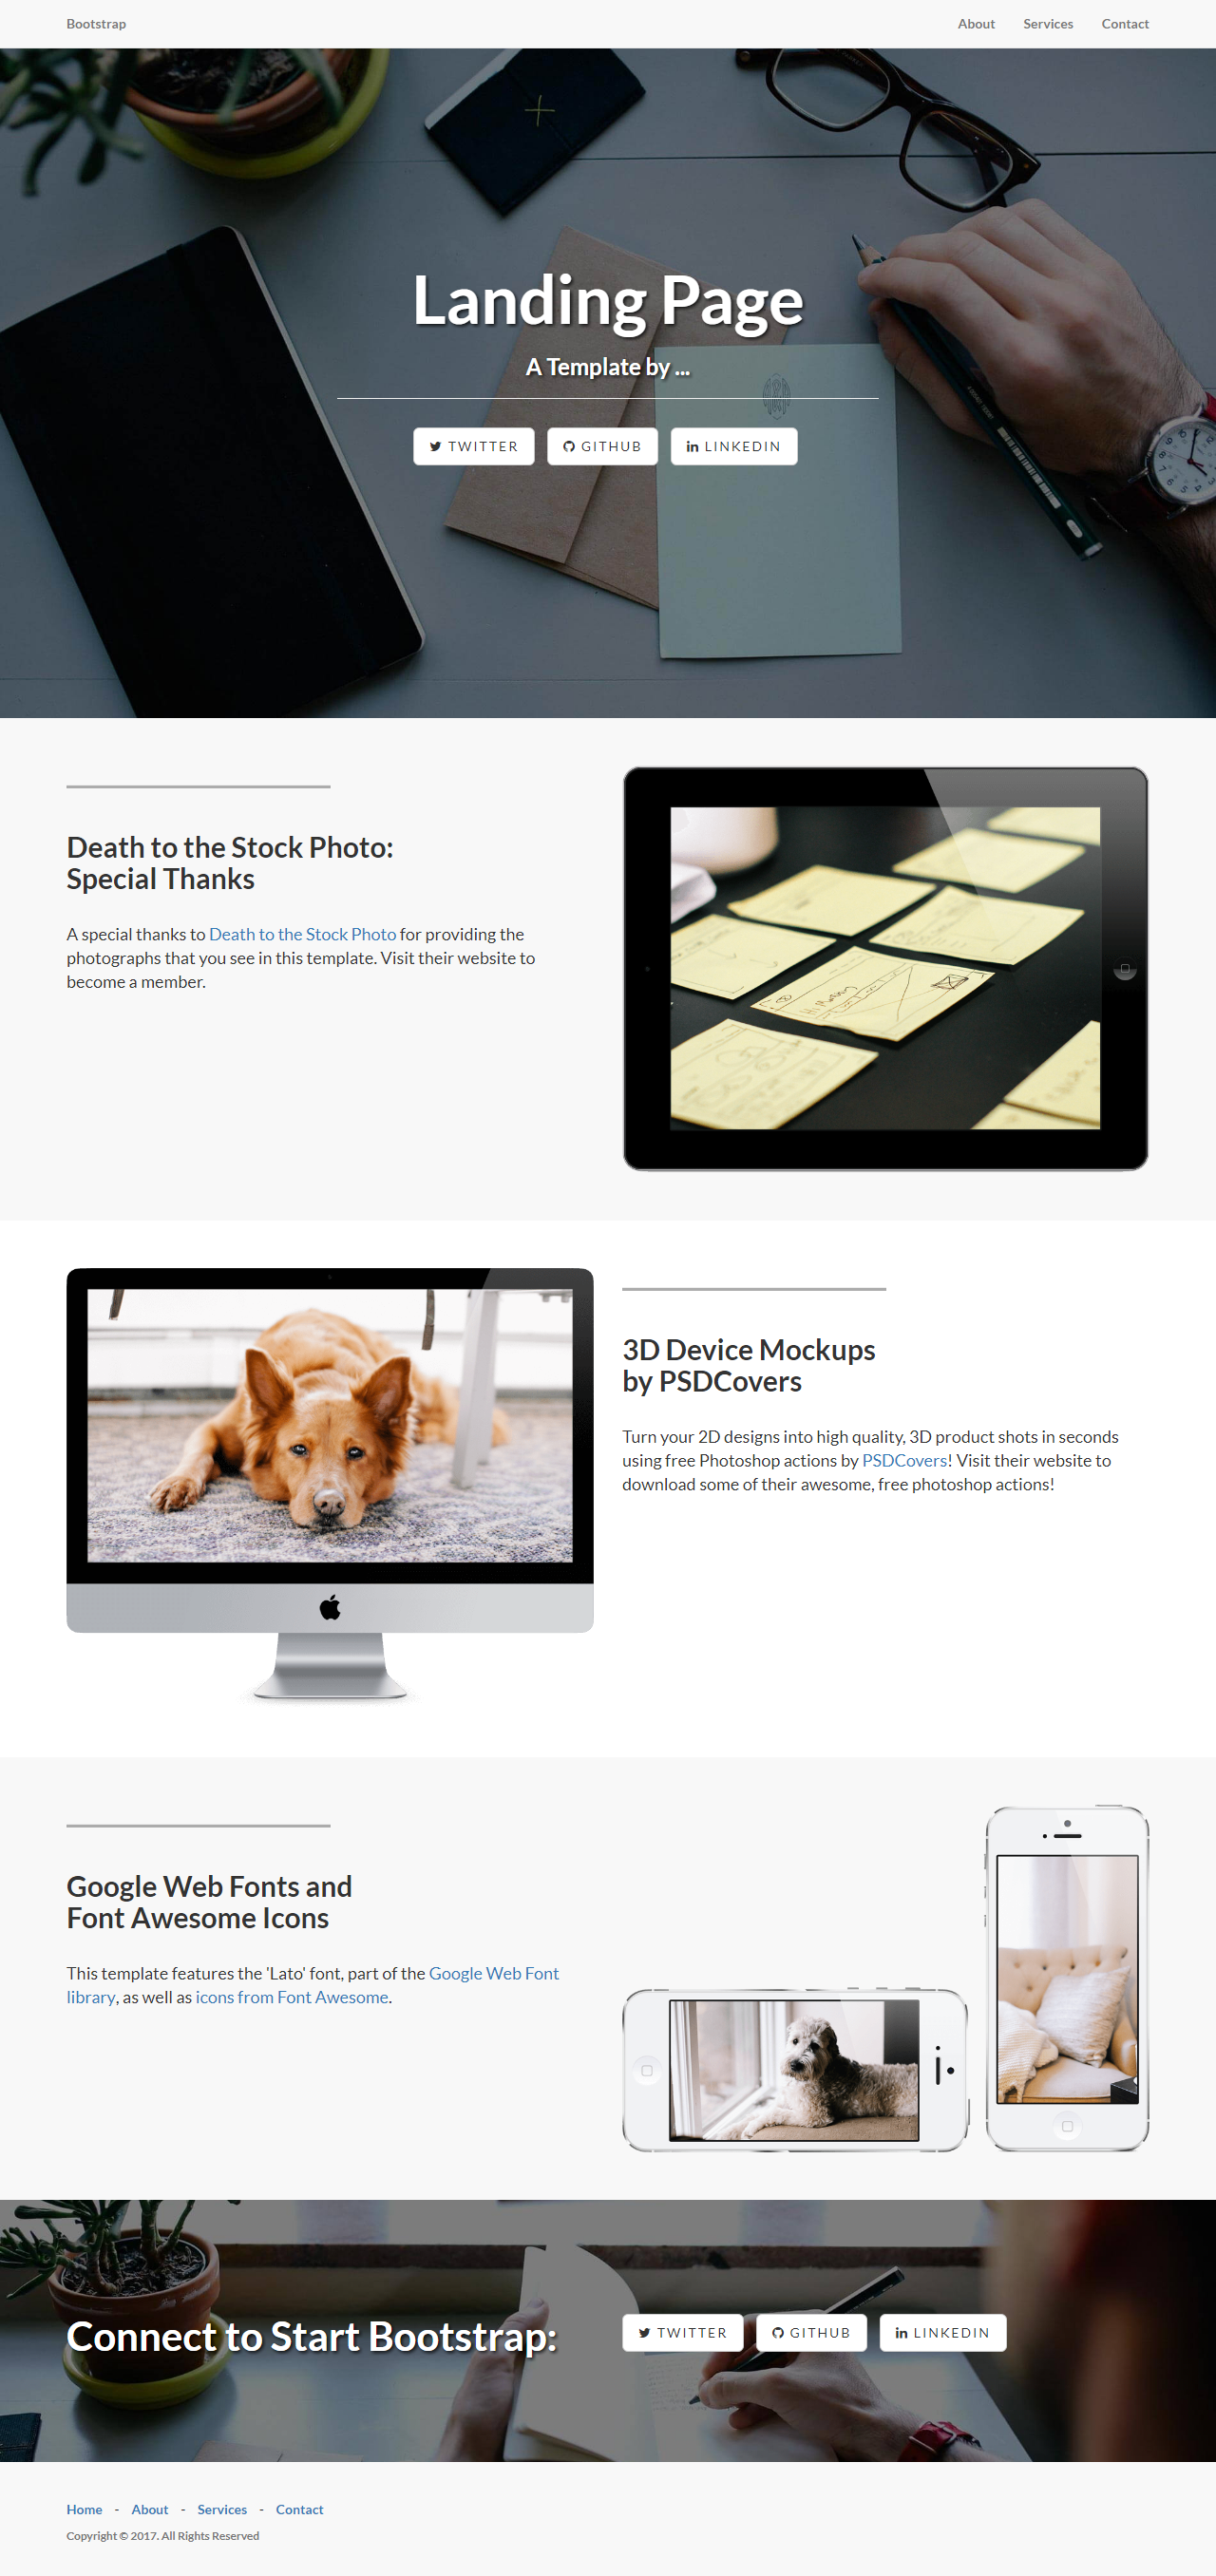 Bootstrap About Services Contact
Landing Page
A Template by ...
TWITTER GITHUB LINKEDIN
Death to the Stock Photo:
Special Thanks
A special thanks to Death to the Stock Photo for providing the
photographs that you see in this template. Visit their website to
become a member.
3D Device Mockups
by PSDCovers
Turn your 2D designs into high quality, 3D product shots in seconds
using free Photoshop actions by PSDCovers! Visit their website to
download some of their awesome, free photoshop actions!
Google Web Fonts and
Font Awesome Icons
This template features the 'Lato' font, part of the Google Web Font
library, as well as icons from Font Awesome.
Connect to Start Bootstrap:
TWITTER GITHUB LINKEDIN
Home - About - Services - Contact
Copyright © 2017. All Rights Reserved